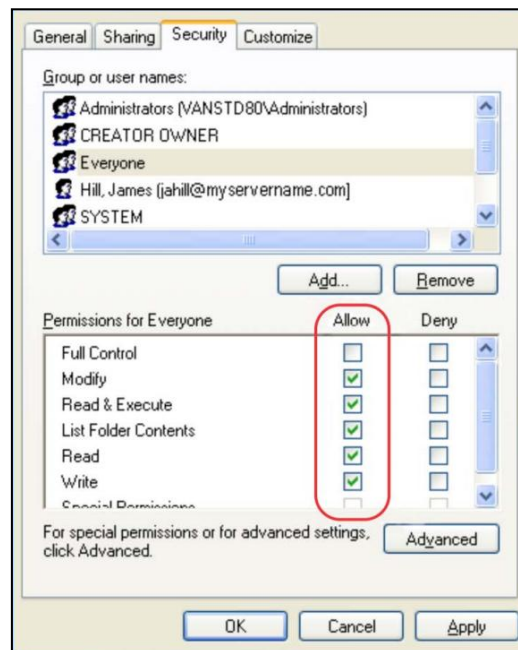 General Sharing Security Customize
Group or user names:
Administrators (VANSTD80\Administrators)
CREATOR OWNER
Everyone
Hill, James (jahill@myservername.com]
SYSTEM
Add... Remove
Permissions for Everyone Allow Deny
Full Control
Modify
Read & Execute
List Folder Contents
Read
Write
Special Permissions
For special permissions or for advanced settings,
click Advanced.
Advanced
OK Cancel Apply